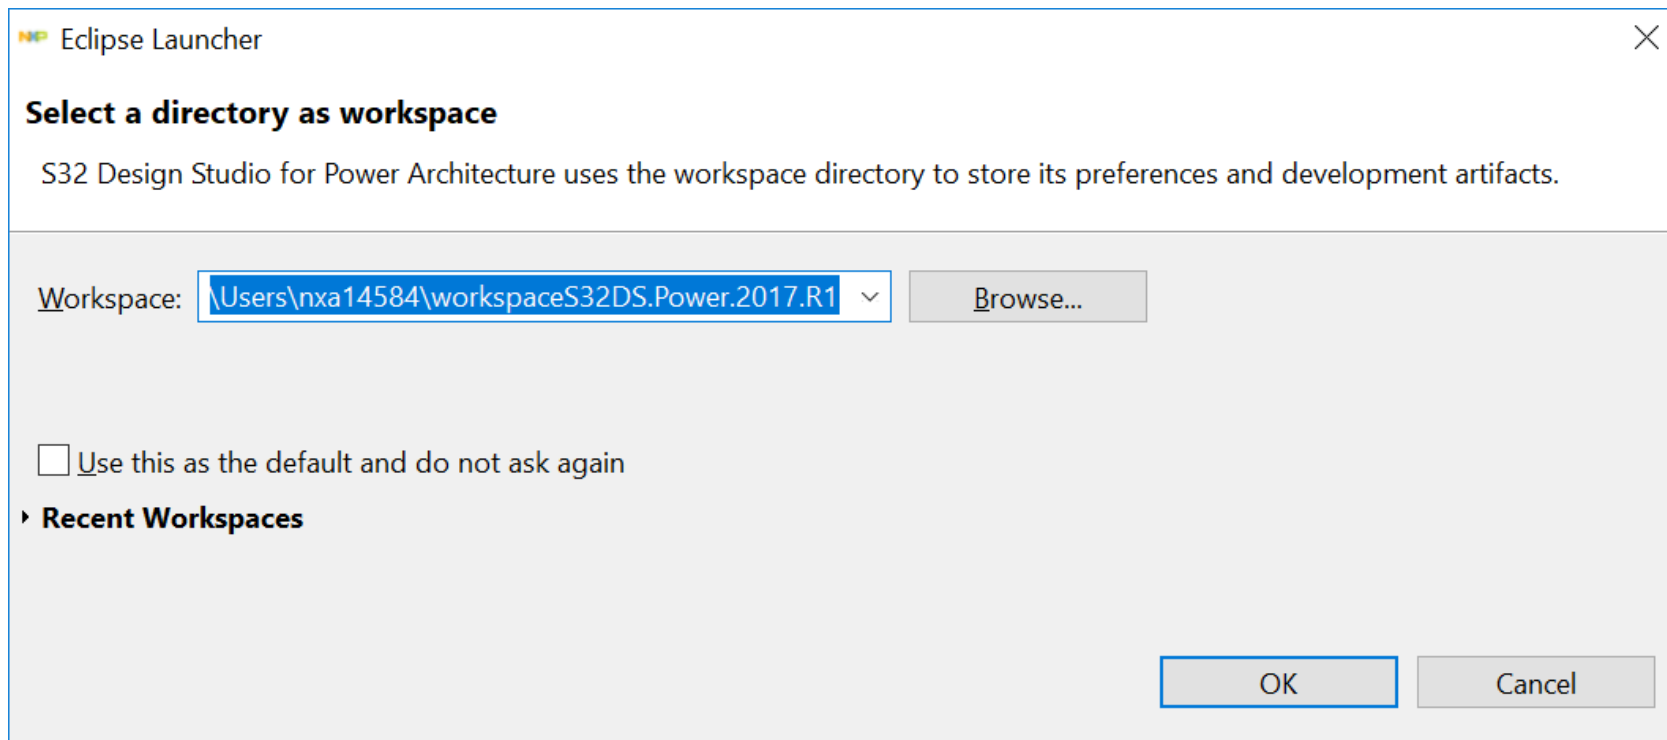 NXP Eclipse Launcher
Select a directory as workspace
S32 Design Studio for Power Architecture uses the workspace directory to store its preferences and development artifacts.
Workspace: \Users\nxa14584\workspaceS32DS.Power.2017.R1 Browse...
Use this as the default and do not ask again
Recent Workspaces
OK Cancel